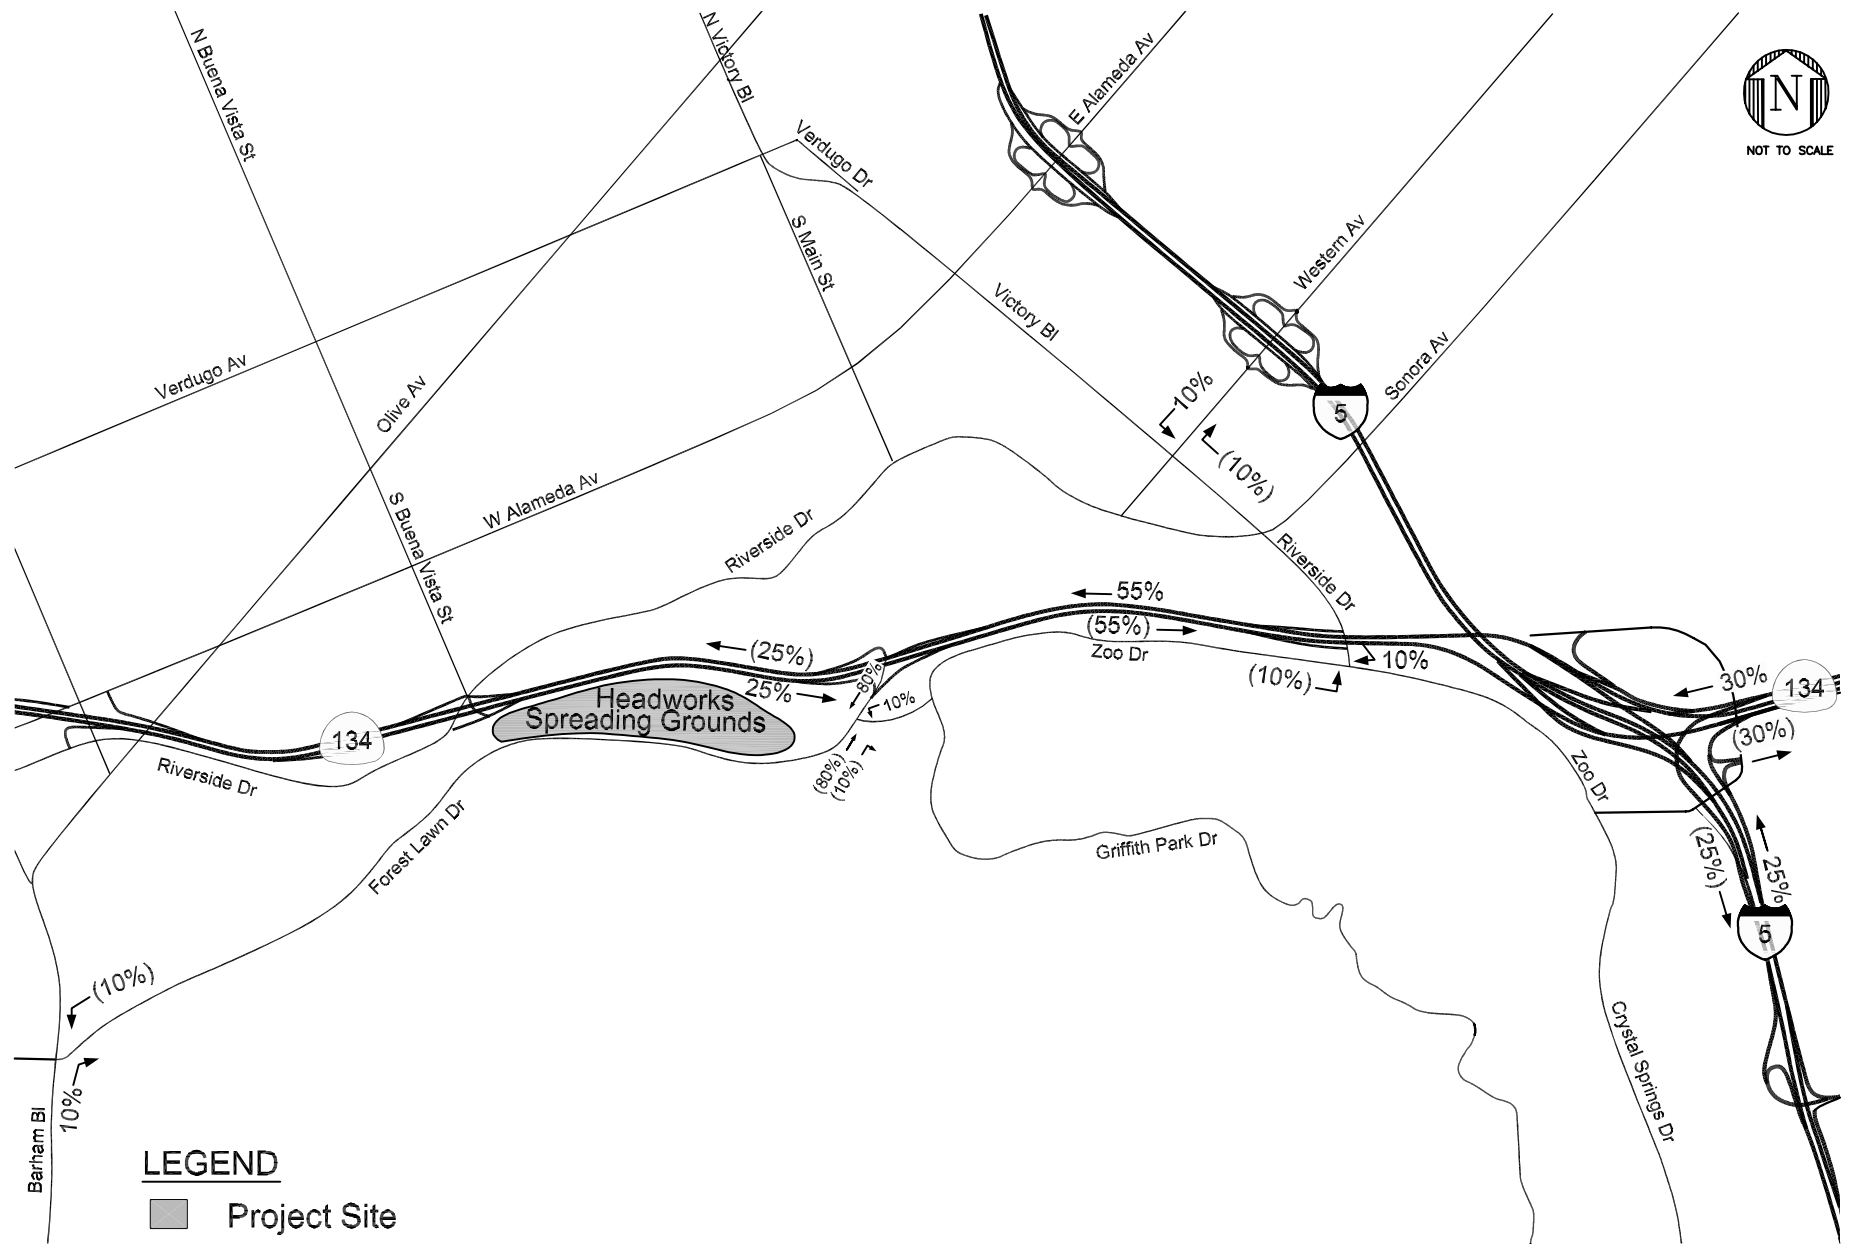 N Buena Vista St
N Victory Bl
E Alameda Av
N
NOT TO SCALE
Verdugo Dr
S Main St
Western Av
Victory Bl
Verdugo Av
Olive Av
Sonora Av
10%
5
(10%)
W Alameda Av
S Buena Vista St
Riverside Dr
Riverside Dr
55%
(55%)
Zoo Dr
(25%)
25%
80%
10%
10%
(10%)
30%
134
(30%)
Headworks
Spreading Grounds
134
Riverside Dr
(80%)
(10%)
Zoo Dr
Forest Lawn Dr
Griffith Park Dr
(25%)
25%
5
(10%)
10%
Barham Bl
Crystal Springs Dr
LEGEND
Project Site